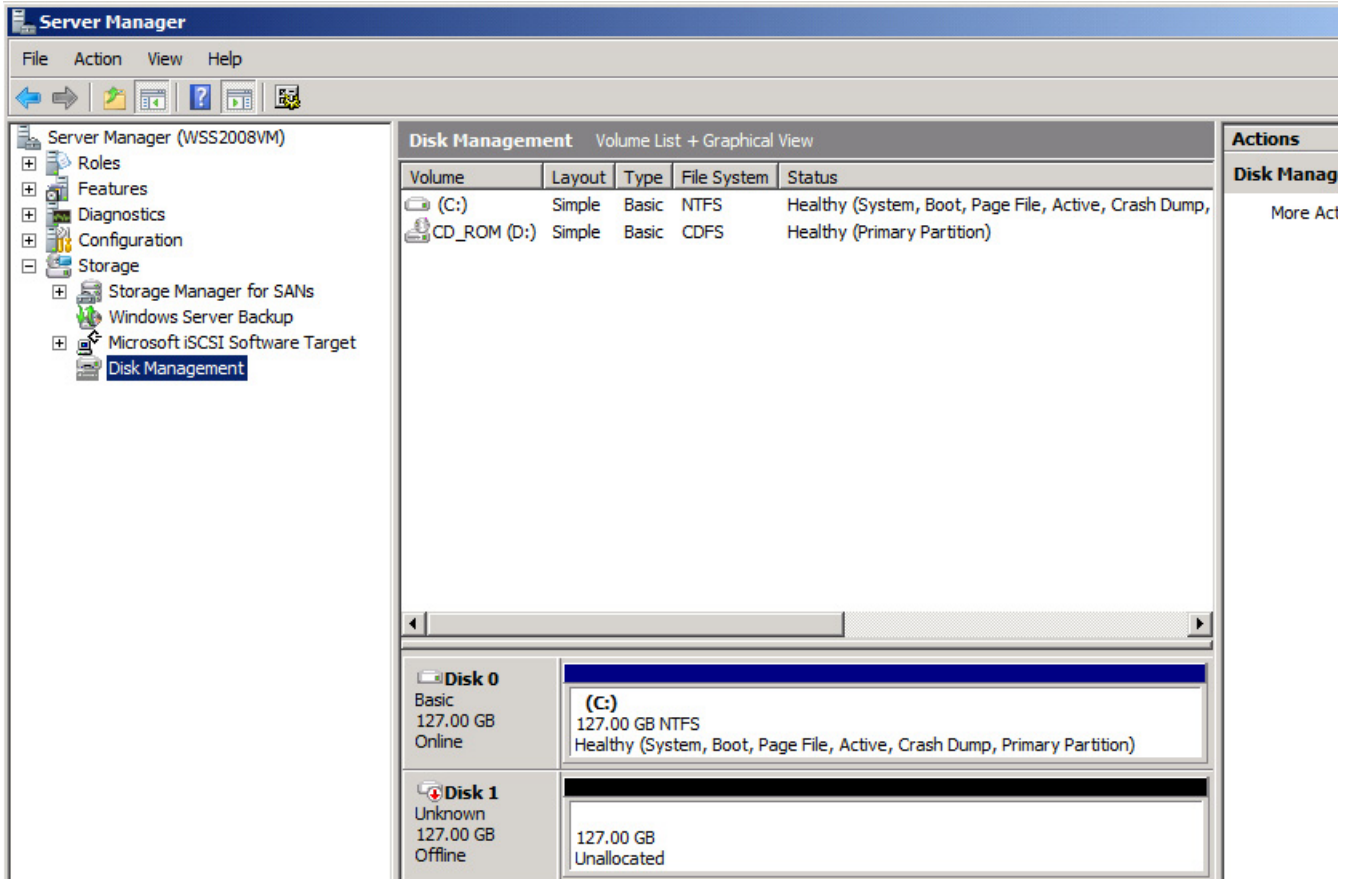 Server Manager
File Action View Help
Server Manager (WSS2008VM)
Roles
Features
Diagnostics
Configuration
Storage
Storage Manager for SANs
Windows Server Backup
Microsoft iSCSI Software Target
Disk Management
Disk Management Volume List + Graphical View
Volume Layout Type File System Status
(C:) Simple Basic NTFS Healthy (System, Boot, Page File, Active, Crash Dump,
CD_ROM (D:) Simple Basic CDFS Healthy (Primary Partition)
Disk 0
Basic
127.00 GB
Online
(C:)
127.00 GB NTFS
Healthy (System, Boot, Page File, Active, Crash Dump, Primary Partition)
Disk 1
Unknown
127.00 GB
Offline
127.00 GB
Unallocated
Actions
Disk Manag
More Act